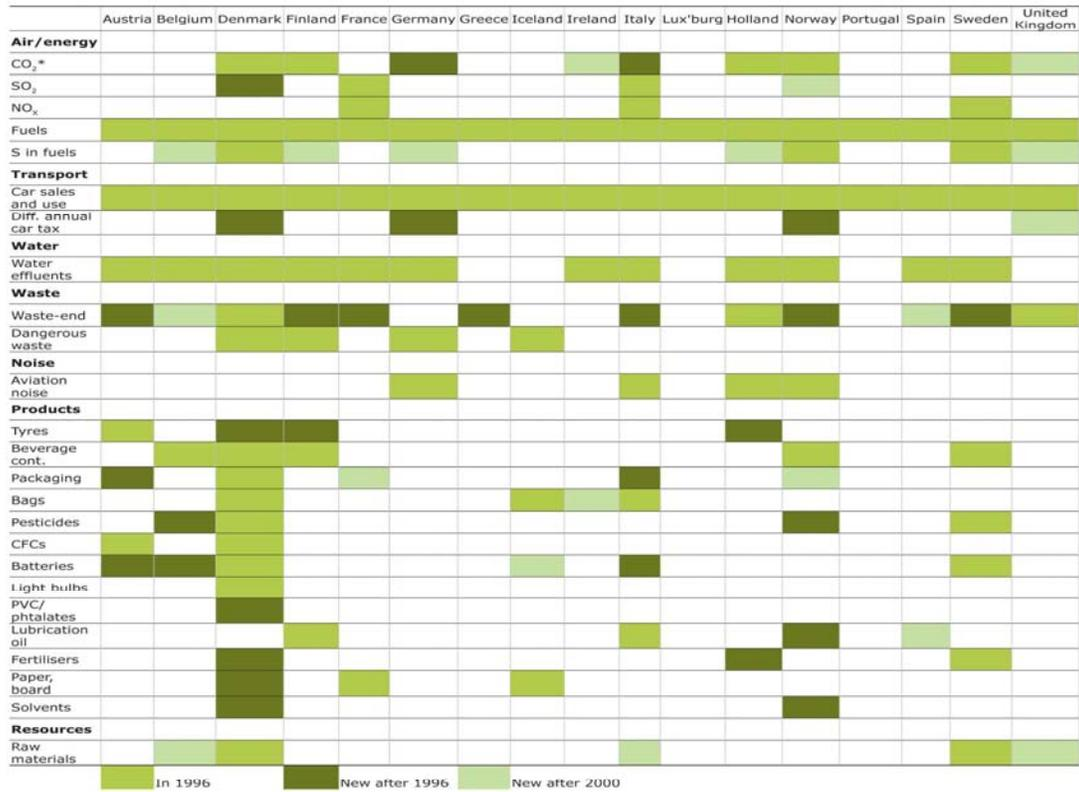 Austria Belgium Denmark Finland France Germany Greece Iceland Ireland Italy Lux'burg Holland Norway Portugal Spain Sweden United Kingdom
Air/energy
CO₂*
SO₂
NOₓ
Fuels
S in fuels
Transport
Car sales
and use
Diff. annual
car tax
Water
Water
effluents
Waste
Waste-end
Dangerous
waste
Noise
Aviation
noise
Products
Tyres
Beverage
cont.
Packaging
Bags
Pesticides
CFCs
Batteries
Light bulbs
PVC/
phtalates
Lubrication
oil
Fertilisers
Paper,
board
Solvents
Resources
Raw
materials
In 1996 New after 1996 New after 2000